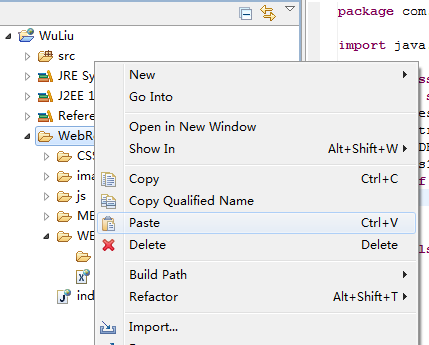 package com
WuLiu
import java
src
JRE Sy
New
Go Into
J2EE 1
Refere
Open in New Window
WebR
Show In Alt+Shift+W
CS
Copy Ctrl+C
ima
Copy Qualified Name
js
Paste Ctrl+V
ME
Delete Delete
WE
Build Path
Refactor Alt+Shift+T
ind
Import...